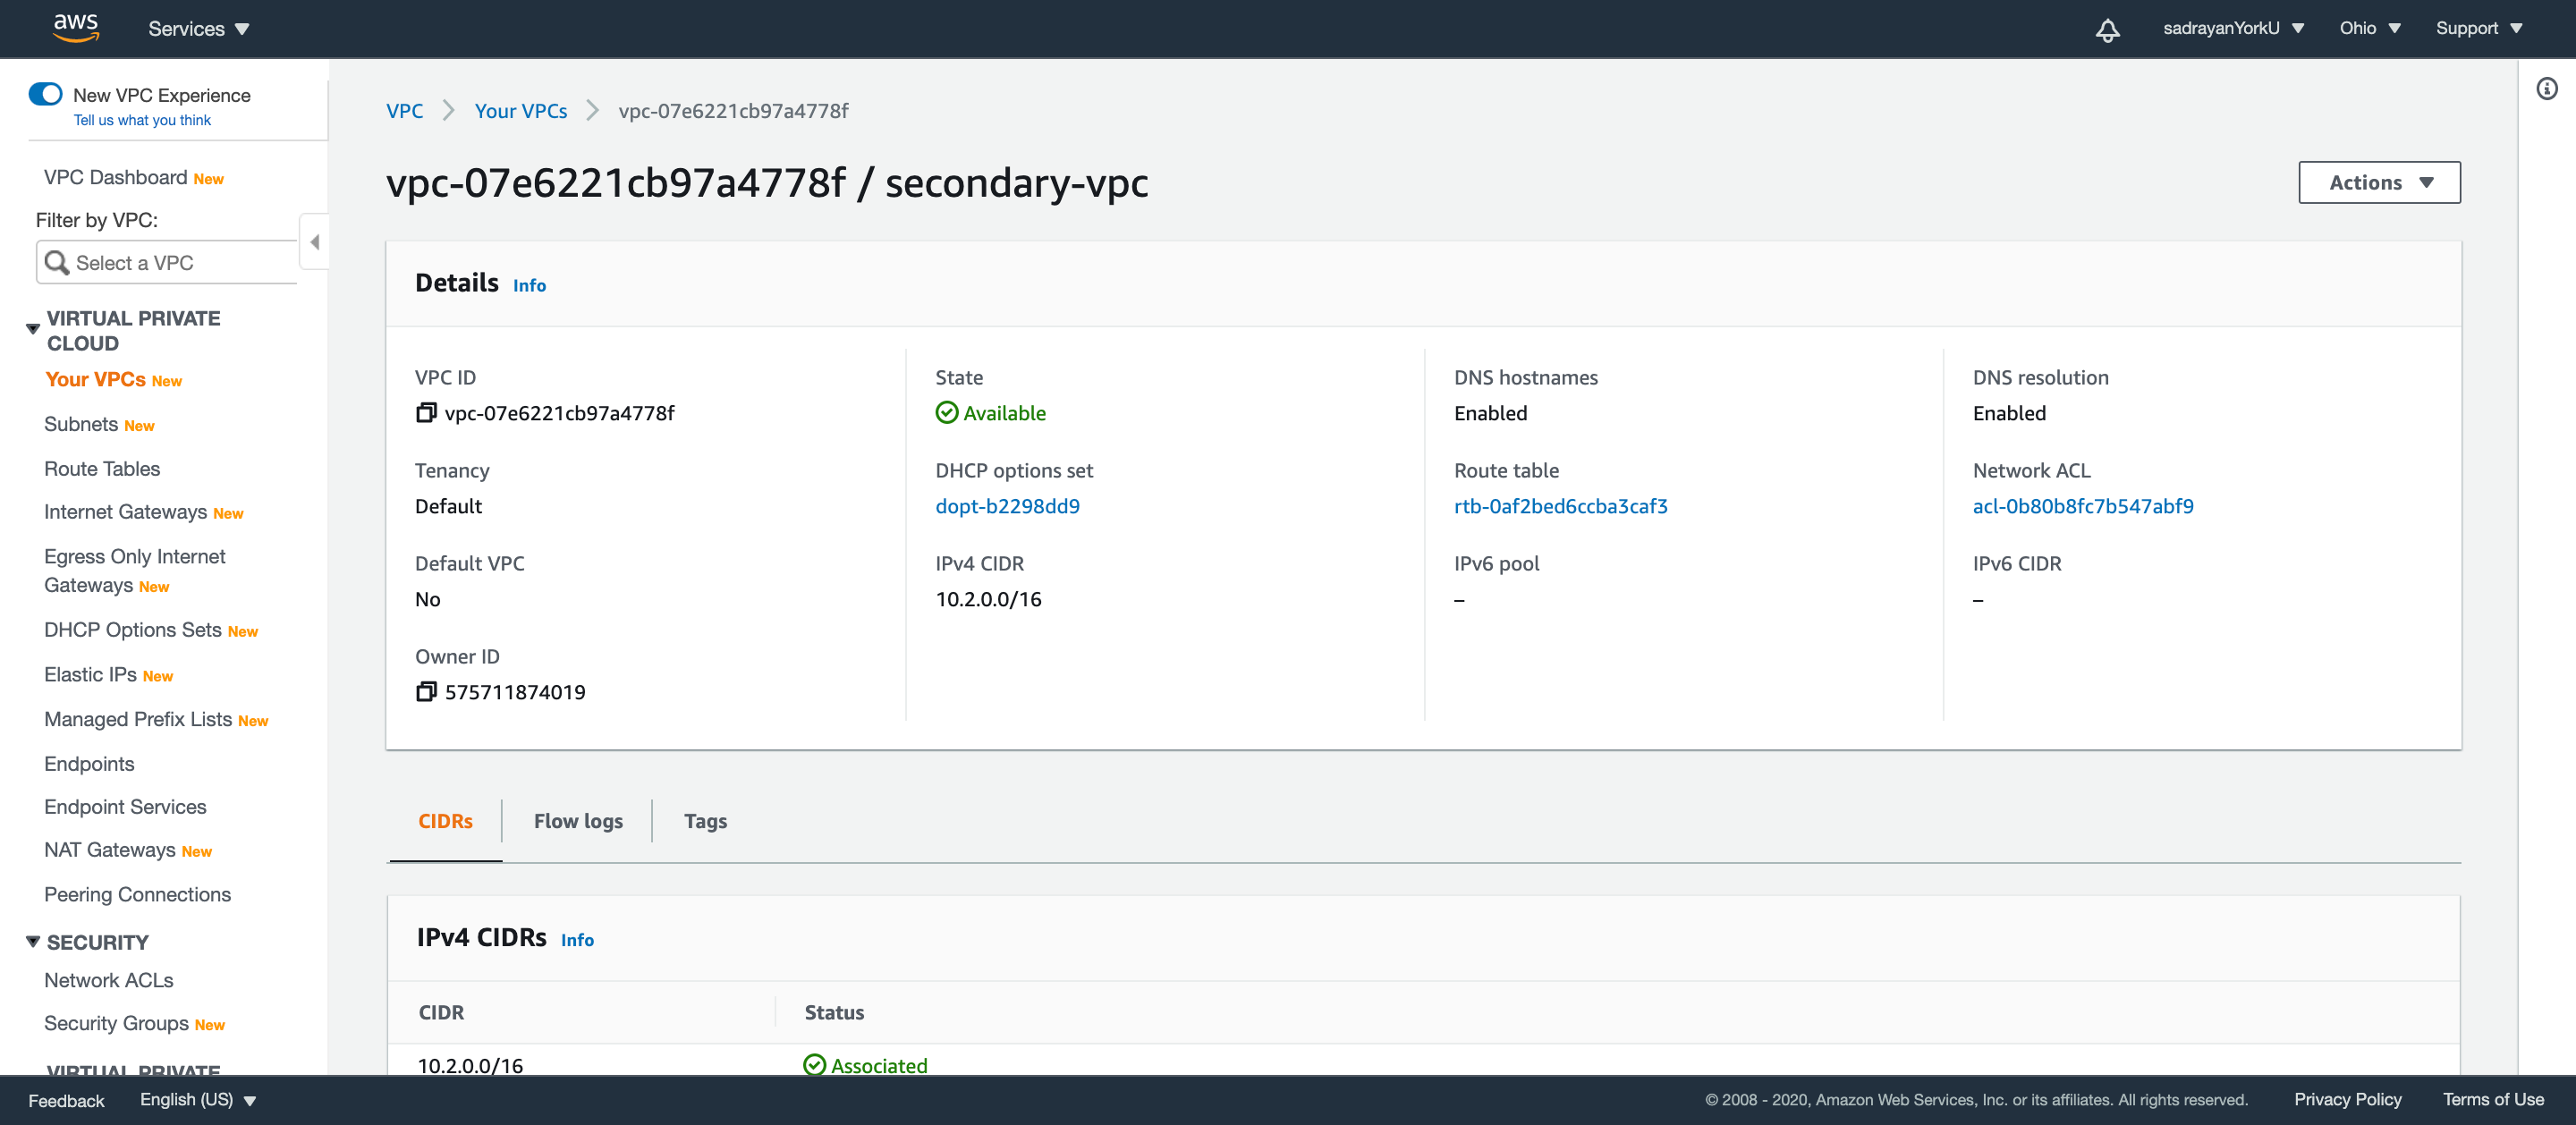 aws
Services
sadrayanYorkU
Ohio
Support
New VPC Experience
Tell us what you think
VPC Dashboard New
Filter by VPC:
Select a VPC
VIRTUAL PRIVATE
CLOUD
Your VPCs New
Subnets New
Route Tables
Internet Gateways New
Egress Only Internet
Gateways New
DHCP Options Sets New
Elastic IPs New
Managed Prefix Lists New
Endpoints
Endpoint Services
NAT Gateways New
Peering Connections
SECURITY
Network ACLs
Security Groups New
VIRTUAL PRIVATE
VPC
Your VPCs
vpc-07e6221cb97a4778f
vpc-07e6221cb97a4778f / secondary-vpc
Actions
Details Info
VPC ID
vpc-07e6221cb97a4778f
State
Available
DNS hostnames
Enabled
DNS resolution
Enabled
Tenancy
Default
DHCP options set
dopt-b2298dd9
Route table
rtb-0af2bed6ccba3caf3
Network ACL
acl-0b80b8fc7b547abf9
Default VPC
No
IPv4 CIDR
10.2.0.0/16
IPv6 pool
–
IPv6 CIDR
–
Owner ID
575711874019
CIDRs
Flow logs
Tags
IPv4 CIDRs Info
CIDR
Status
10.2.0.0/16
Associated
Feedback
English (US)
© 2008 - 2020, Amazon Web Services, Inc. or its affiliates. All rights reserved.
Privacy Policy
Terms of Use